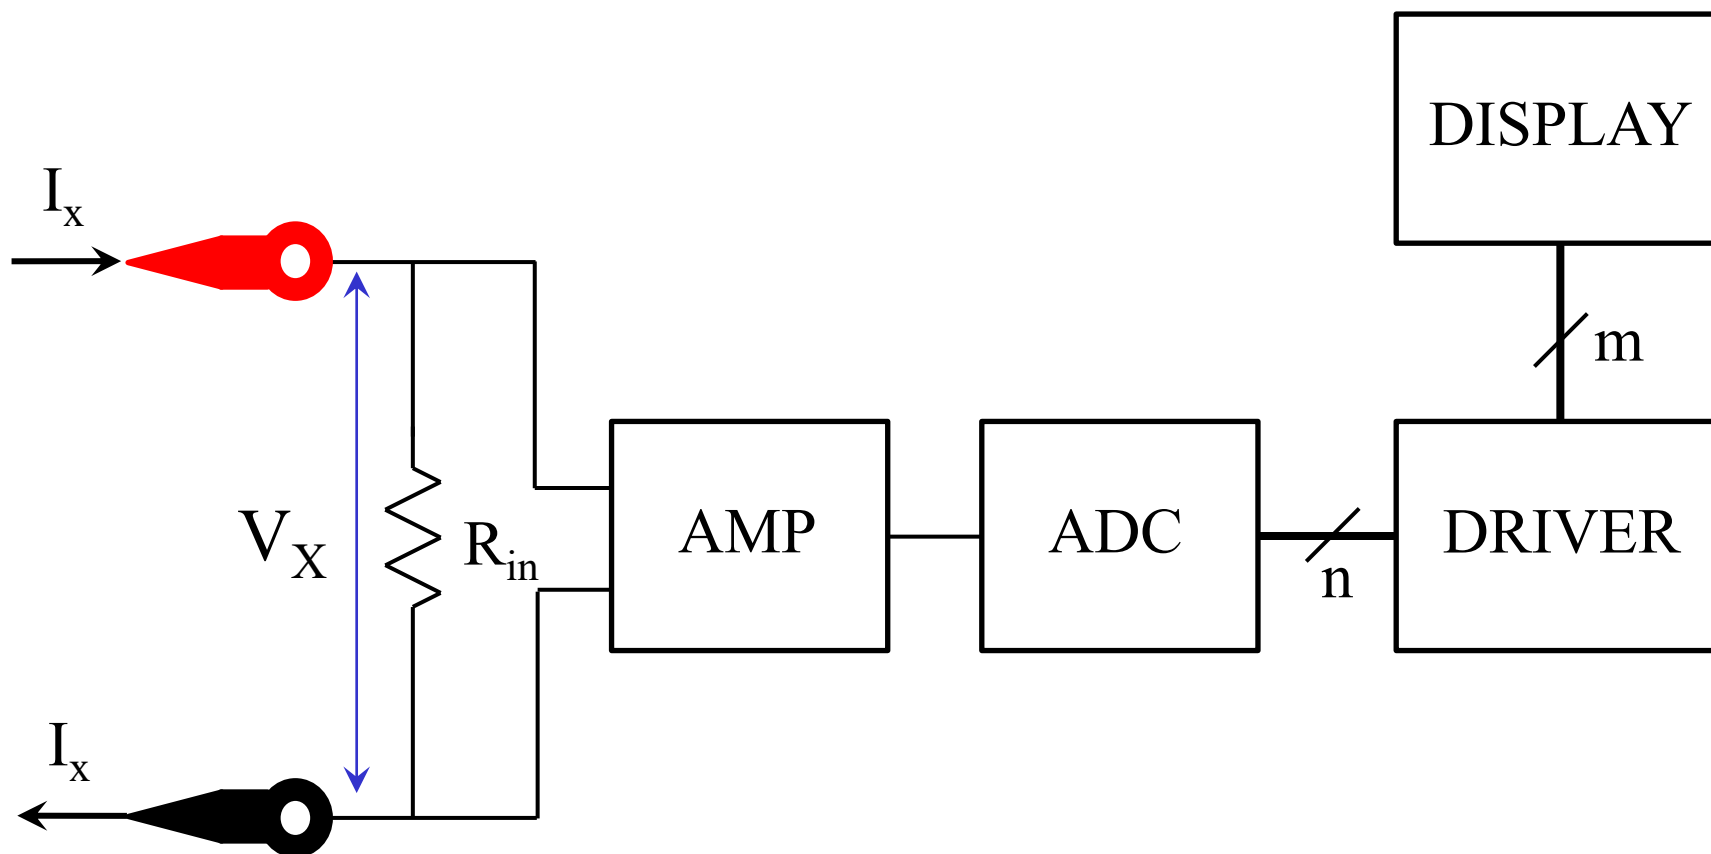 DISPLAY
Ix
m
VX
Rin
AMP
ADC
DRIVER
n
Ix